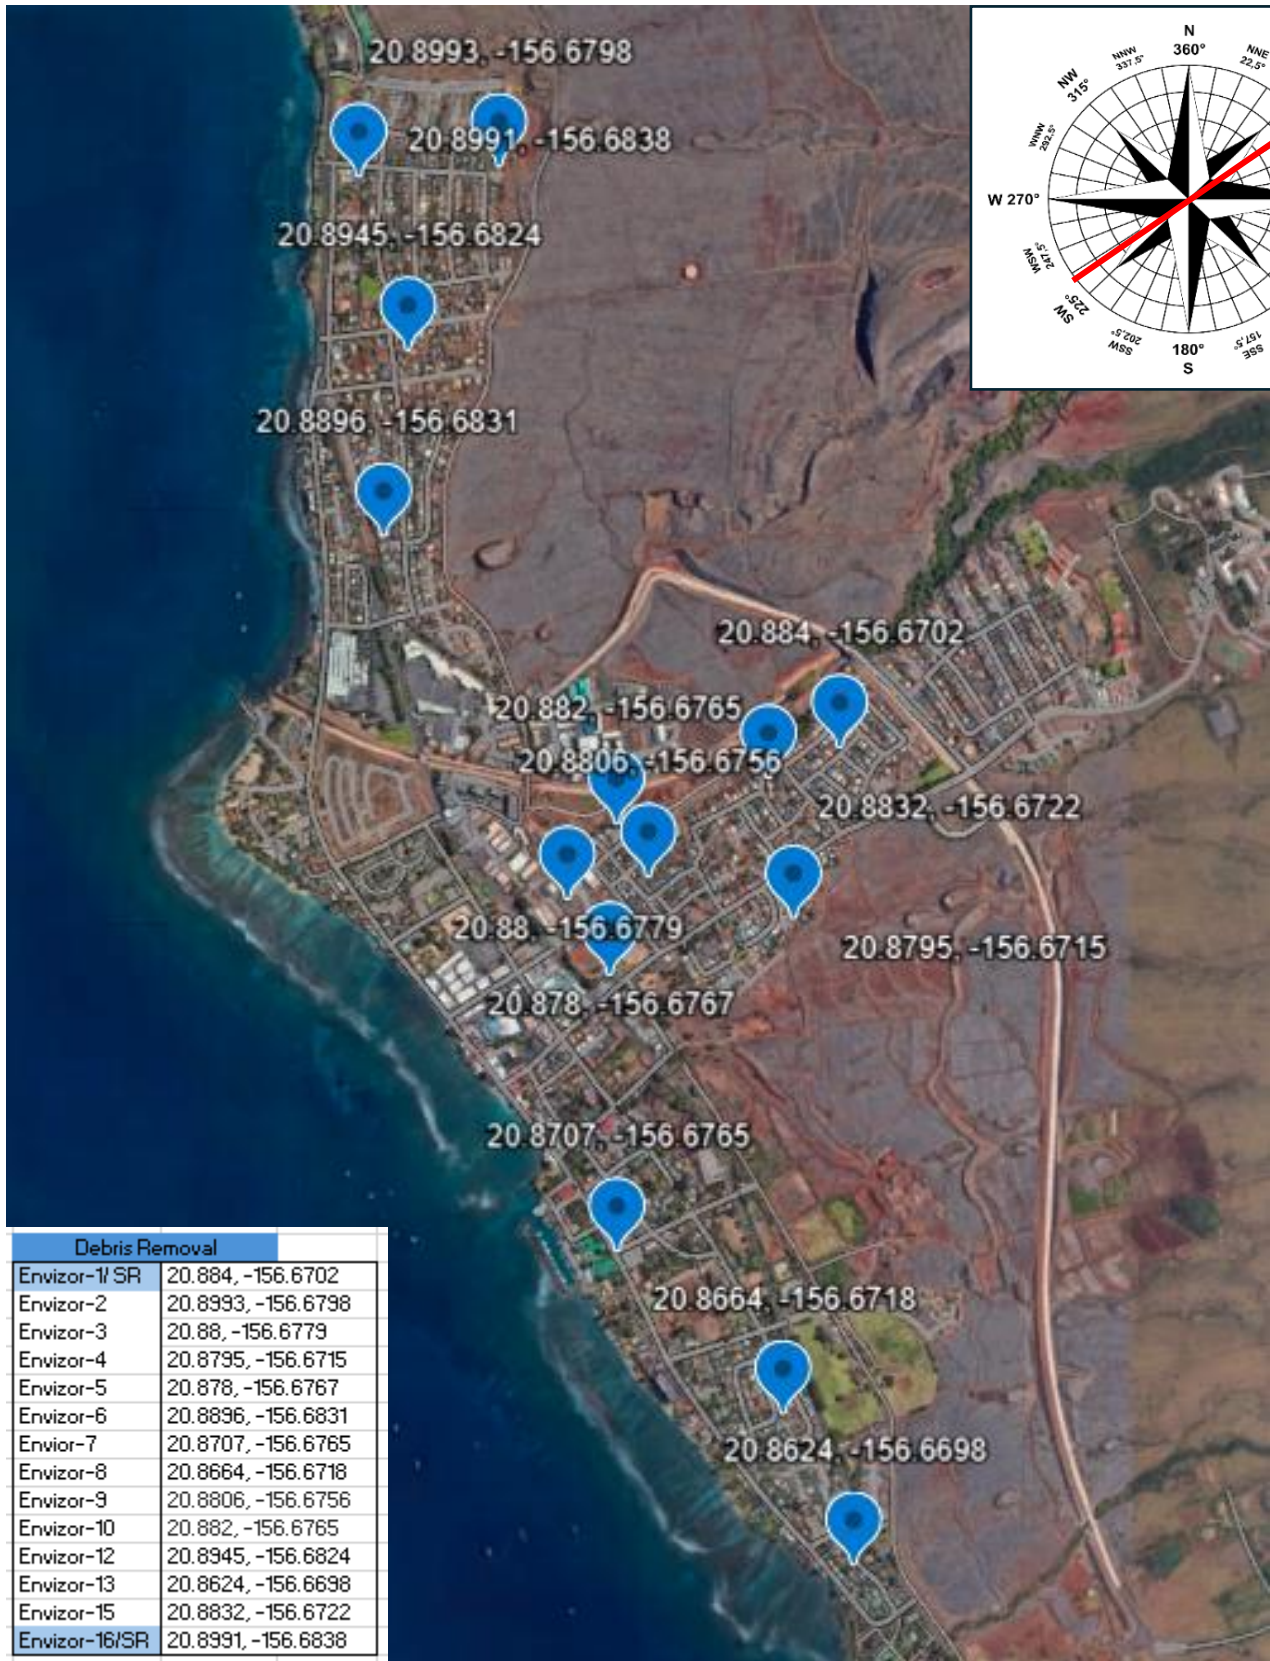 20.8993, -156.6798
20.8991, -156.6838
20.8945, -156.6824
20.8896, -156.6831
20.884, -156.6702
20.882, -156.6765
20.8806, -156.6756
20.8832, -156.6722
20.88, -156.6779
20.8795, -156.6715
20.878, -156.6767
20.8707, -156.6765
20.8664, -156.6718
20.8624, -156.6698
N
360°
NNE
22,5°
NNW
337,5°
NW
315°
WNW
292,5°
W 270°
WSW
247,5°
SW
225°
SSW
202,5°
180°
S
SSE
157,5°
Debris Removal
Envizor-1/ SR 20.884, -156.6702
Envizor-2 20.8993, -156.6798
Envizor-3 20.88, -156.6779
Envizor-4 20.8795, -156.6715
Envizor-5 20.878, -156.6767
Envizor-6 20.8896, -156.6831
Envior-7 20.8707, -156.6765
Envizor-8 20.8664, -156.6718
Envizor-9 20.8806, -156.6756
Envizor-10 20.882, -156.6765
Envizor-12 20.8945, -156.6824
Envizor-13 20.8624, -156.6698
Envizor-15 20.8832, -156.6722
Envizor-16/SR 20.8991, -156.6838